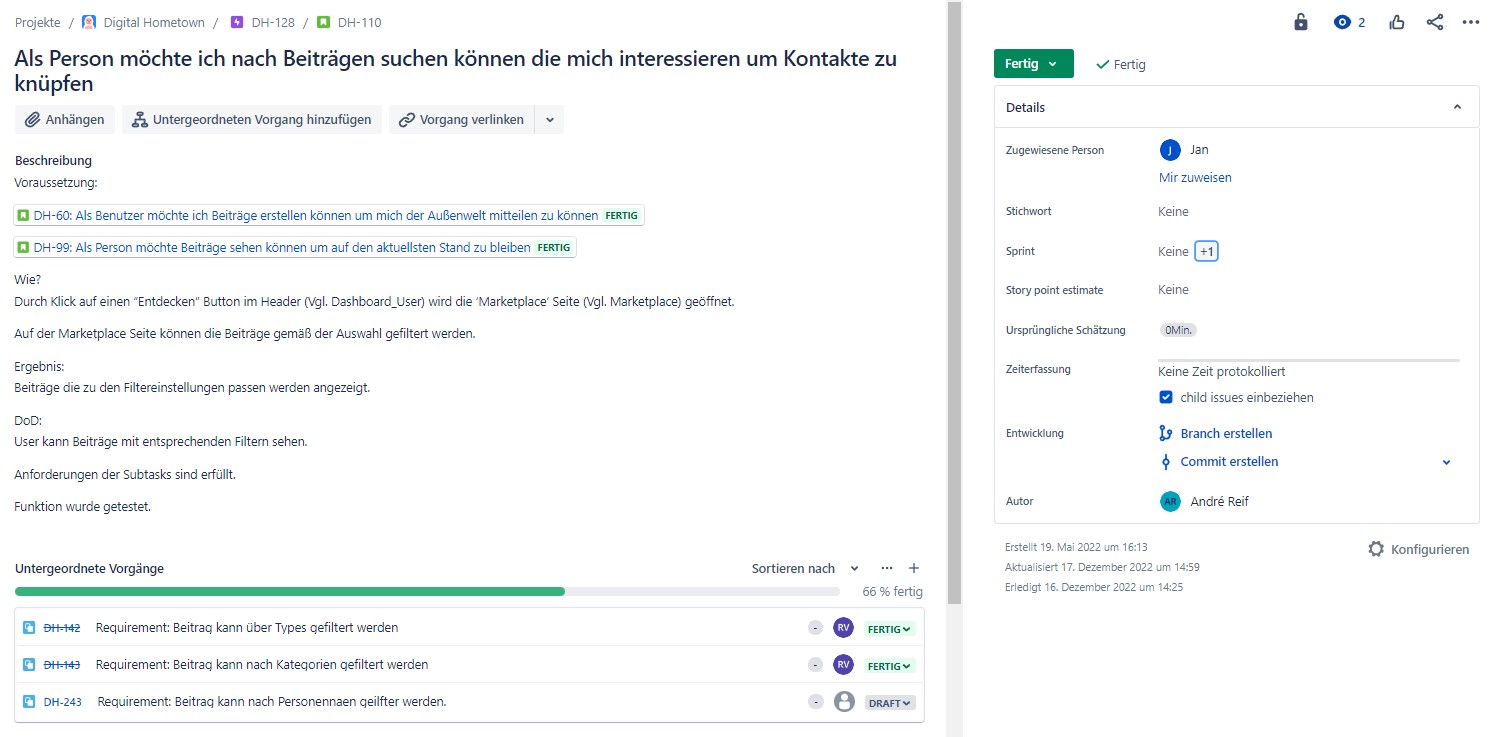 Projekte / Digital Hometown / DH-128 / DH-110
Als Person möchte ich nach Beiträgen suchen können die mich interessieren um Kontakte zu
knüpfen
Anhängen Untergeordneten Vorgang hinzufügen Vorgang verlinken
Beschreibung
Voraussetzung:
DH-60: Als Benutzer möchte ich Beiträge erstellen können um mich der Außenwelt mitteilen zu können FERTIG
DH-99: Als Person möchte Beiträge sehen können um auf den aktuellsten Stand zu bleiben FERTIG
Wie?
Durch Klick auf einen “Entdecken” Button im Header (Vgl. Dashboard_User) wird die ‘Marketplace’ Seite (Vgl. Marketplace) geöffnet.
Auf der Marketplace Seite können die Beiträge gemäß der Auswahl gefiltert werden.
Ergebnis:
Beiträge die zu den Filtereinstellungen passen werden angezeigt.
DoD:
User kann Beiträge mit entsprechenden Filtern sehen.
Anforderungen der Subtasks sind erfüllt.
Funktion wurde getestet.
Untergeordnete Vorgänge Sortieren nach
66 % fertig
DH-142 Requirement: Beitrag kann über Types gefiltert werden - RV FERTIG
DH-143 Requirement: Beitrag kann nach Kategorien gefiltert werden - RV FERTIG
DH-243 Requirement: Beitrag kann nach Personennaen geilfter werden. - DRAFT
2
Fertig Fertig
Details
Zugewiesene Person J Jan
Mir zuweisen
Stichwort Keine
Sprint Keine +1
Story point estimate Keine
Ursprüngliche Schätzung 0Min.
Zeiterfassung Keine Zeit protokolliert
child issues einbeziehen
Entwicklung Branch erstellen
Commit erstellen
Autor AR André Reif
Erstellt 19. Mai 2022 um 16:13 Konfigurieren
Aktualisiert 17. Dezember 2022 um 14:59
Erledigt 16. Dezember 2022 um 14:25